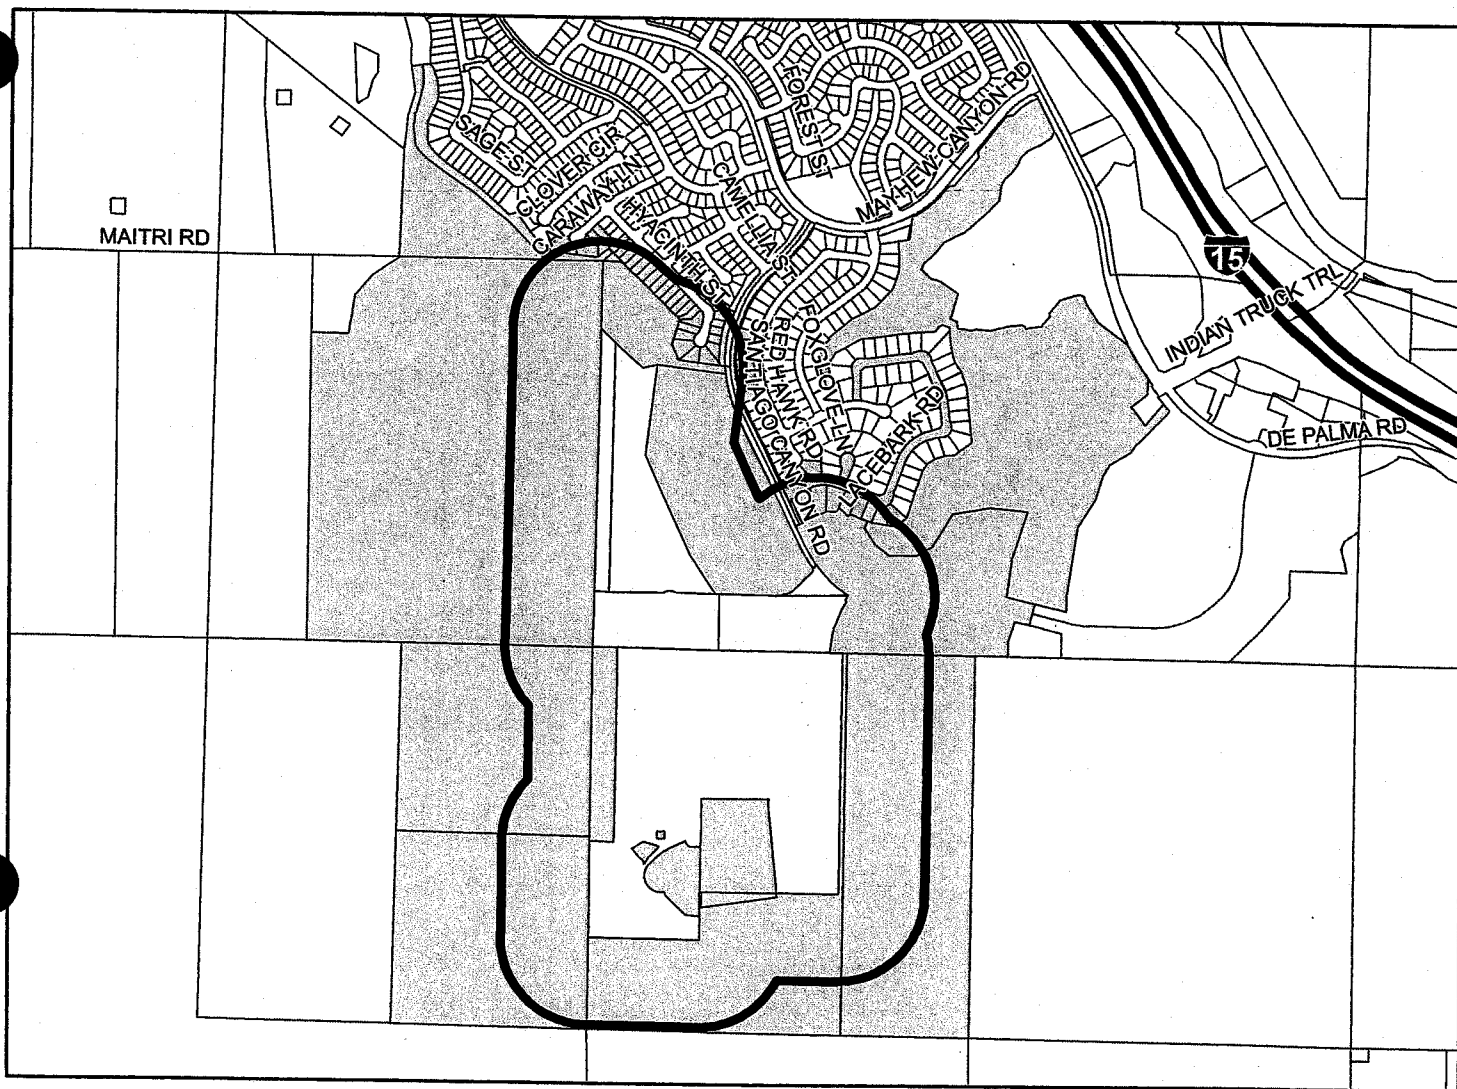 FOREST ST
MAYHEW CANYON RD
SAGE ST
CLOVER CIR
CARAWAY LN
CAMELLIA ST
HYACINTH ST
MAITRI RD
15
INDIAN TRUCK TRL
FOXGLOVE LN
RED HAWK RD
SANTIAGO CANYON RD
LACEBARK RD
DE PALMA RD